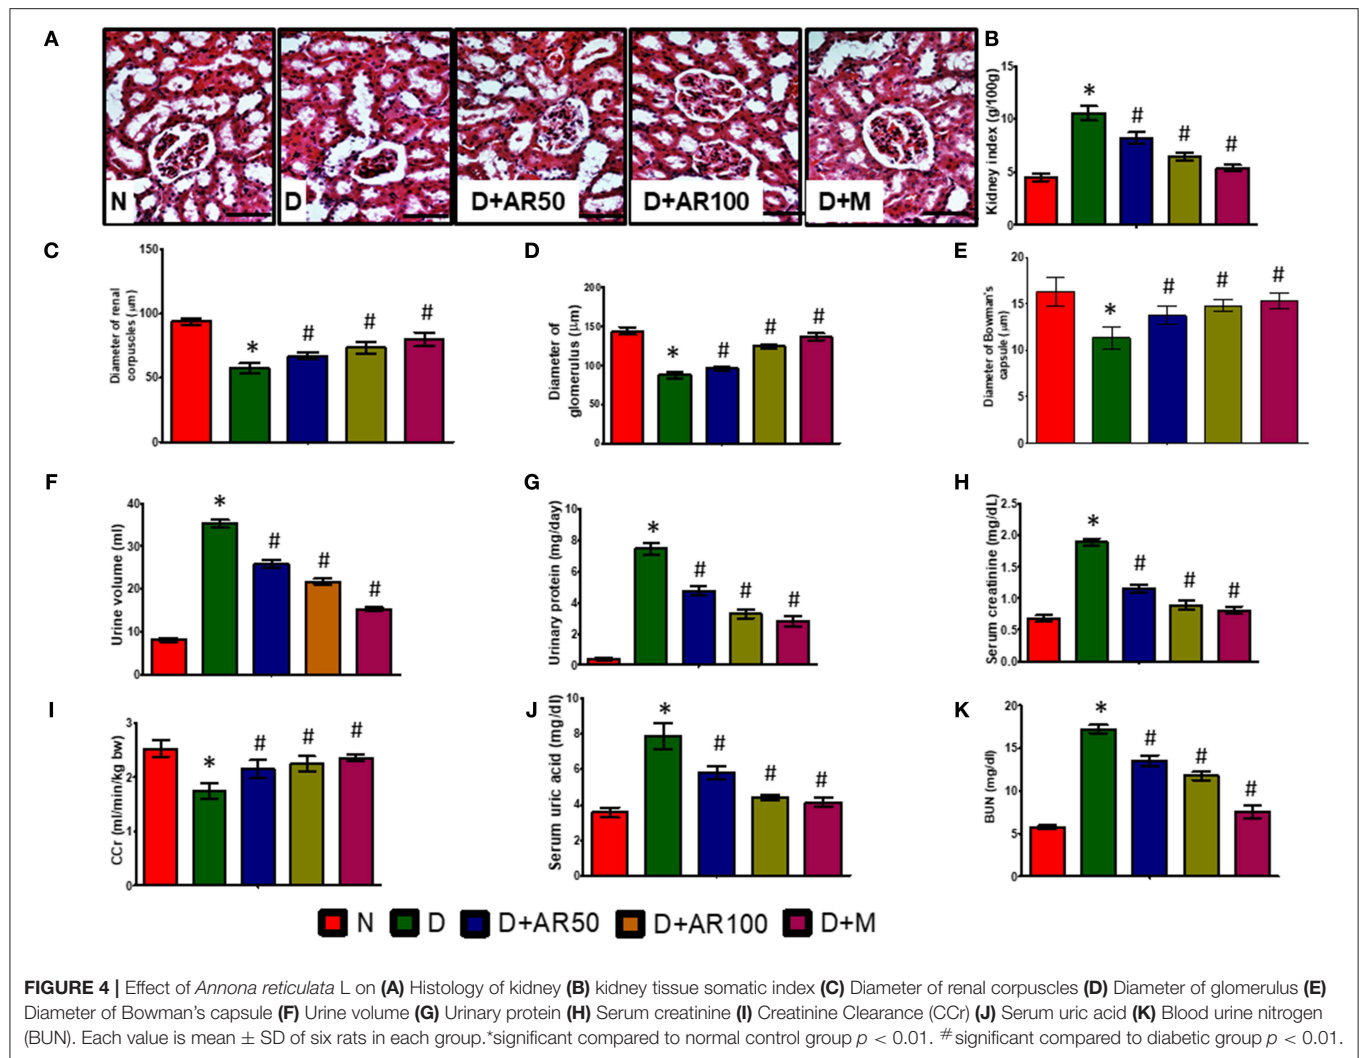 A
N
D
D+AR50
D+AR100
D+M
B
Kidney index (g/100g)
15
10
5
0
*
#
#
#
C
Diameter of renal
corpuscles (µm)
150
100
50
0
*
#
#
#
D
Diameter of
glomerulus (µm)
200
150
100
50
0
*
#
#
#
E
Diameter of Bowman's
capsule (µm)
20
15
10
5
0
*
#
#
#
F
Urine volume (ml)
40
30
20
10
0
*
#
#
#
G
Urinary protein (mg/day)
10
8
6
4
2
0
*
#
#
#
H
Serum creatinine (mg/dL)
2.5
2.0
1.5
1.0
0.5
0.0
*
#
#
#
I
CCr (ml/min/kg bw)
3
2
1
0
*
#
#
#
J
Serum uric acid (mg/dl)
10
8
6
4
2
0
*
#
#
#
K
BUN (mg/dl)
20
15
10
5
0
*
#
#
#
N D D+AR50 D+AR100 D+M
FIGURE 4 | Effect of Annona reticulata L on (A) Histology of kidney (B) kidney tissue somatic index (C) Diameter of renal corpuscles (D) Diameter of glomerulus (E)
Diameter of Bowman's capsule (F) Urine volume (G) Urinary protein (H) Serum creatinine (I) Creatinine Clearance (CCr) (J) Serum uric acid (K) Blood urine nitrogen
(BUN). Each value is mean ± SD of six rats in each group.*significant compared to normal control group p < 0.01. #significant compared to diabetic group p < 0.01.